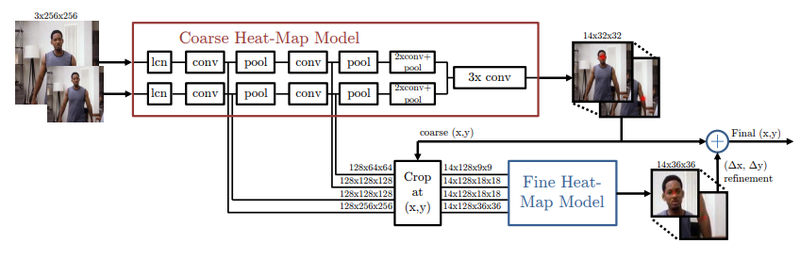 3x256x256
Coarse Heat-Map Model
lcn conv pool conv pool 2xconv+
pool
3x conv
lcn conv pool conv pool 2xconv+
pool
14x32x32
coarse (x,y)
Final (x,y)
+
(Δx, Δy)
refinement
128x64x64
128x128x128
128x128x128
128x256x256
Crop
at
(x,y)
14x128x9x9
14x128x18x18
14x128x18x18
14x128x36x36
Fine Heat-
Map Model
14x36x36